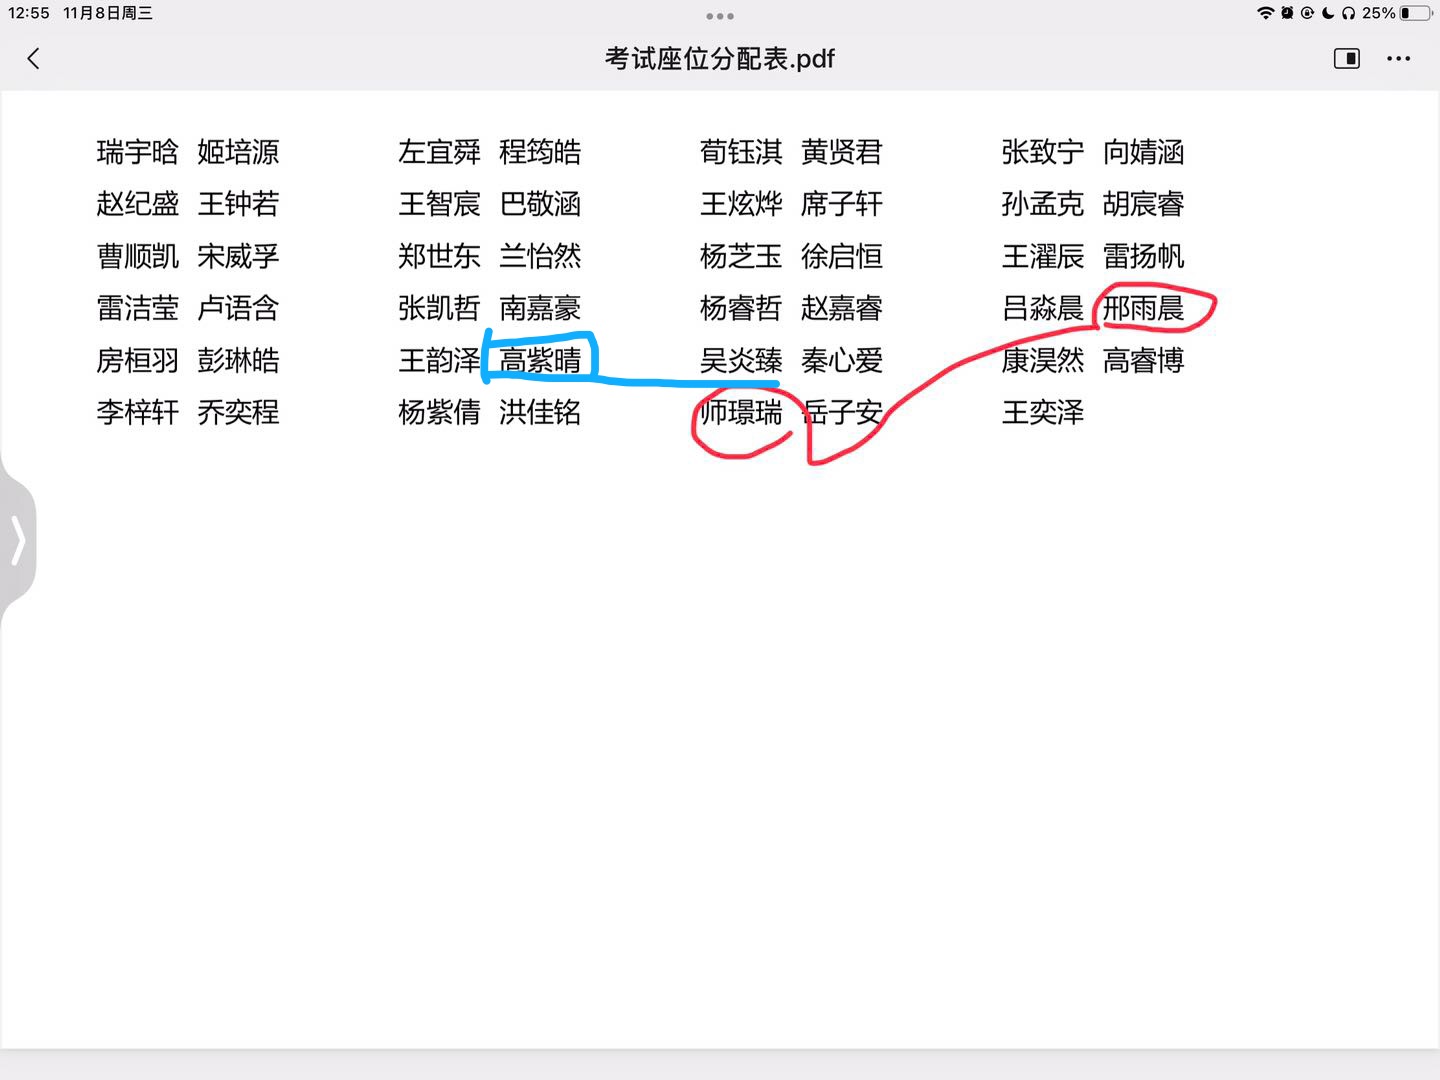 12:55 11月8日周三 25%
考试座位分配表.pdf
瑞宇晗 姬培源 左宜舜 程筠皓 荀钰淇 黄贤君 张致宁 向婧涵
赵纪盛 王钟若 王智宸 巴敬涵 王炫烨 席子轩 孙孟克 胡宸睿
曹顺凯 宋威孚 郑世东 兰怡然 杨芝玉 徐启恒 王濯辰 雷扬帆
雷洁莹 卢语含 张凯哲 南嘉豪 杨睿哲 赵嘉睿 吕淼晨 邢雨晨
房桓羽 彭琳皓 王韵泽 高紫晴 吴炎臻 秦心爱 康淏然 高睿博
李梓轩 乔奕程 杨紫倩 洪佳铭 师璟瑞 岳子安 王奕泽